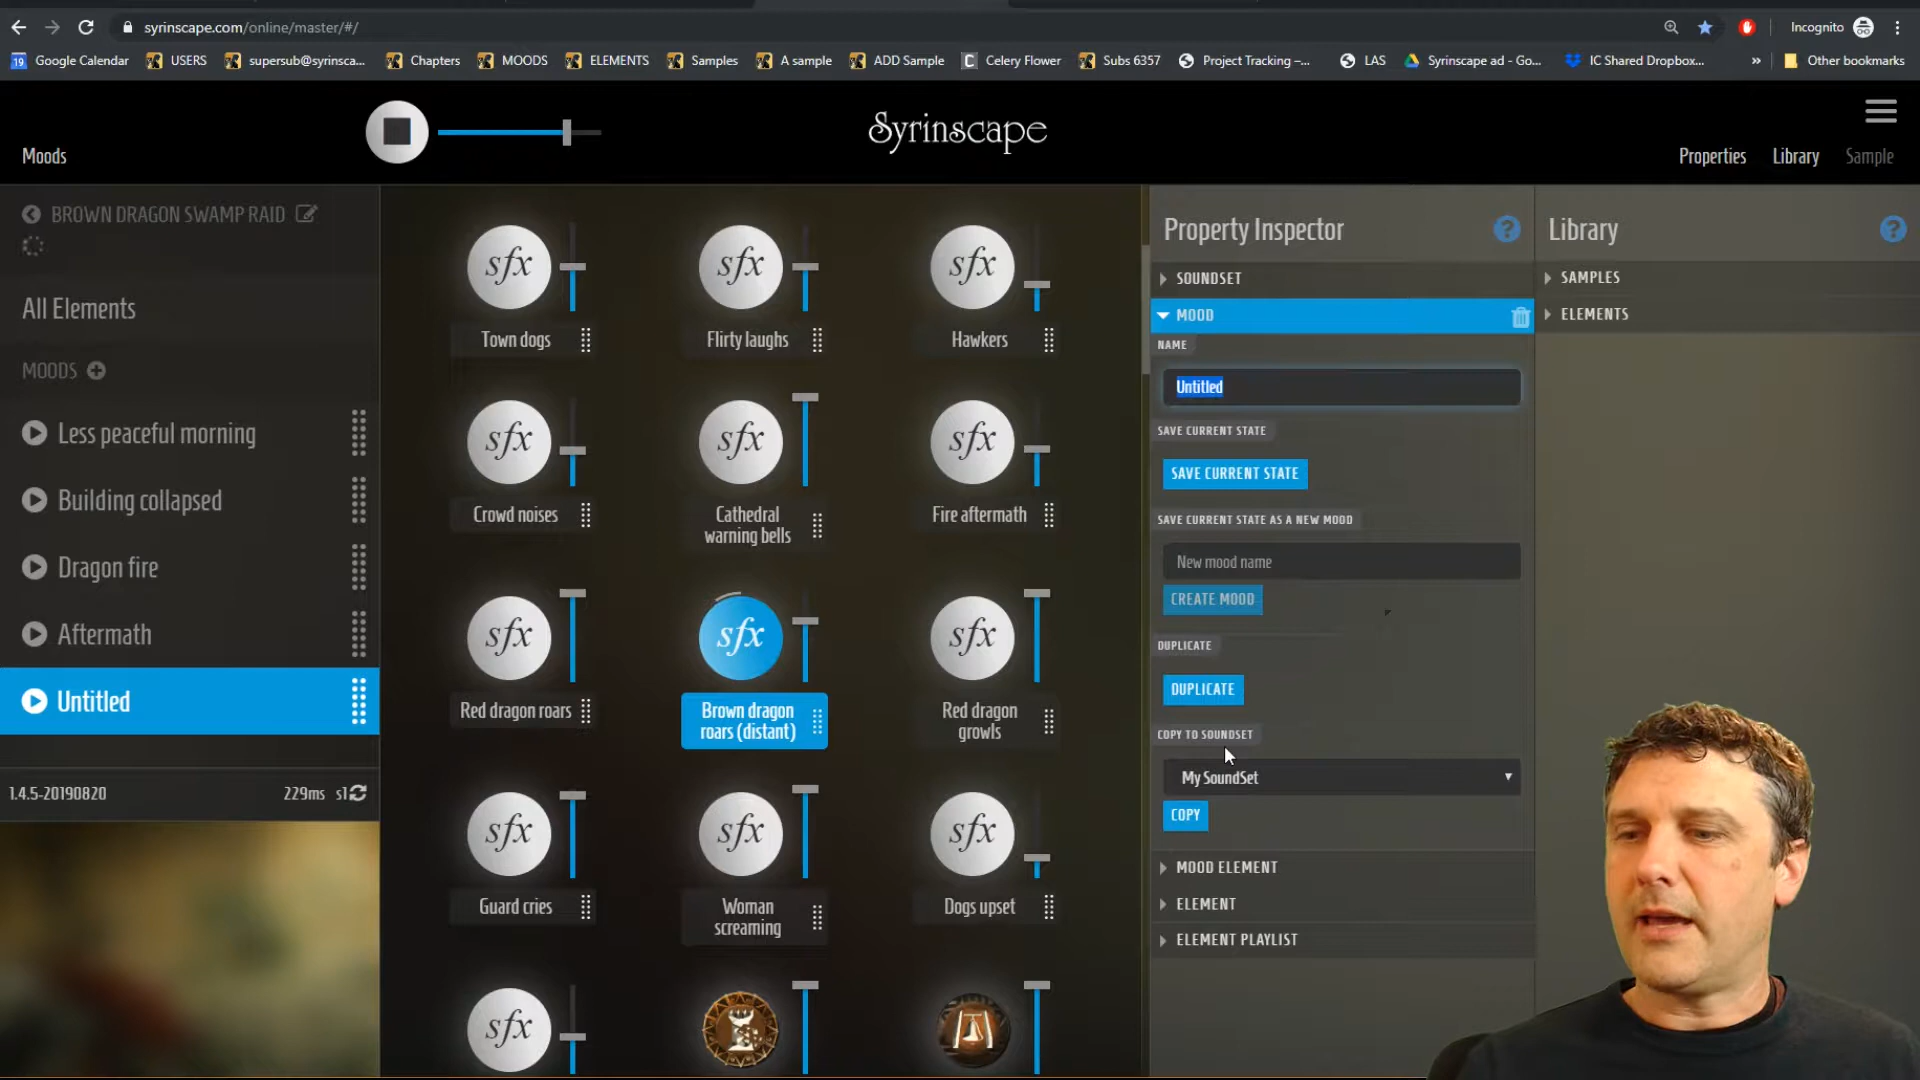 syrinscape.com/online/master/#/
Incognito
19 Google Calendar
USERS
supersub@syrinsca...
Chapters
MOODS
ELEMENTS
Samples
A sample
ADD Sample
C Celery Flower
Subs 6357
Project Tracking –...
LAS
Syrinscape ad - Go...
IC Shared Dropbox...
»
Other bookmarks
Moods
Syrinscape
Properties
Library
Sample
BROWN DRAGON SWAMP RAID
All Elements
MOODS
Less peaceful morning
Building collapsed
Dragon fire
Aftermath
Untitled
1.4.5-20190820
229ms s1
sfx
sfx
sfx
Town dogs
Flirty laughs
Hawkers
sfx
sfx
sfx
Crowd noises
Cathedral
warning bells
Fire aftermath
sfx
sfx
sfx
Red dragon roars
Brown dragon
roars (distant)
Red dragon
growls
sfx
sfx
sfx
Guard cries
Woman
screaming
Dogs upset
sfx
Property Inspector
?
SOUNDSET
MOOD
NAME
Untitled
SAVE CURRENT STATE
SAVE CURRENT STATE
SAVE CURRENT STATE AS A NEW MOOD
New mood name
CREATE MOOD
DUPLICATE
DUPLICATE
COPY TO SOUNDSET
My SoundSet
COPY
MOOD ELEMENT
ELEMENT
ELEMENT PLAYLIST
Library
?
SAMPLES
ELEMENTS